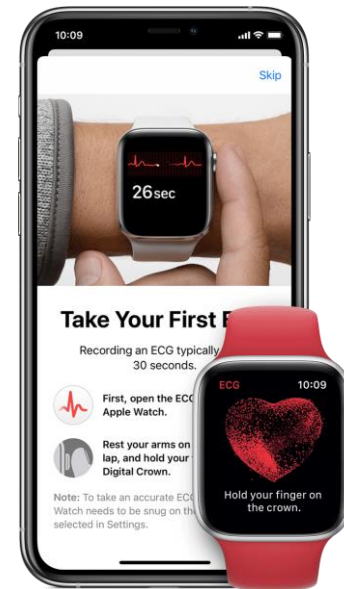 10:09
Skip
26sec
Take Your First
Recording an ECG typically
30 seconds.
First, open the ECG
Apple Watch.
Rest your arms on
lap, and hold your
Digital Crown.
Note: To take an accurate ECG
Watch needs to be snug on the
selected in Settings.
ECG 10:09
Hold your finger on
the crown.